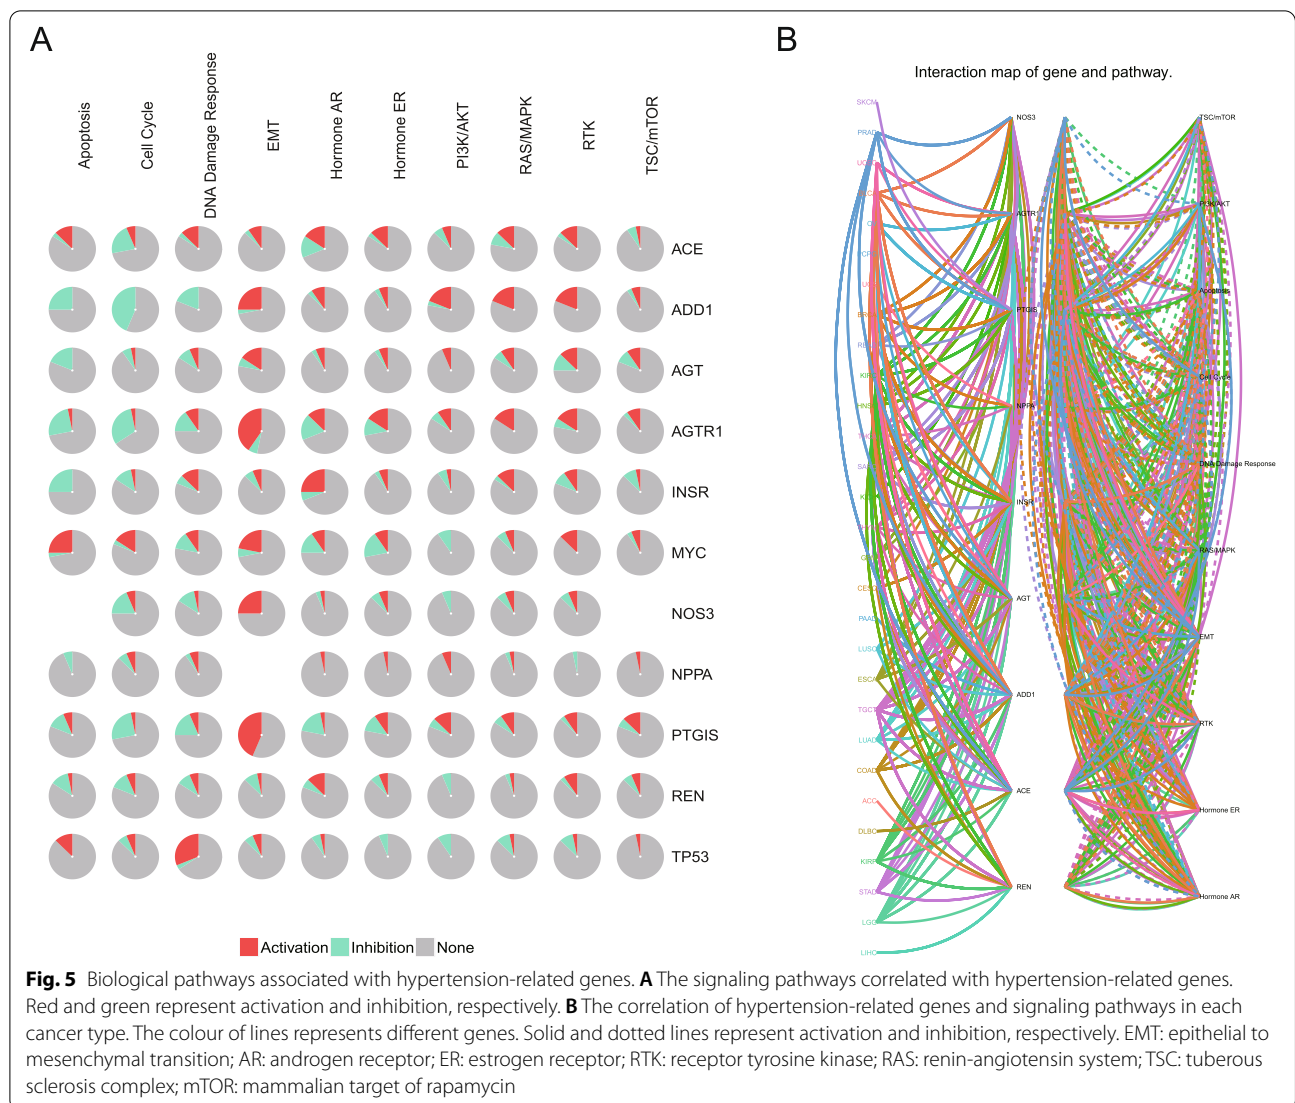 A
B
Apoptosis
Cell Cycle
DNA Damage Response
EMT
Hormone AR
Hormone ER
PI3K/AKT
RAS/MAPK
RTK
TSC/mTOR
ACE
ADD1
AGT
AGTR1
INSR
MYC
NOS3
NPPA
PTGIS
REN
TP53
Activation Inhibition None
Interaction map of gene and pathway.
SKCM
PRAD
CESC
PAAD
LUSC
ESCA
TGCT
LUAD
COAD
ACC
DLBC
KIRP
STAD
LGG
LIHC
NOS3
AGTR1
PTGIS
NPPA
INSR
AGT
ADD1
ACE
REN
TSC/mTOR
PI3K/AKT
Apoptosis
Cell Cycle
DNA Damage Response
RAS/MAPK
EMT
RTK
Hormone ER
Hormone AR
Fig. 5 Biological pathways associated with hypertension-related genes. A The signaling pathways correlated with hypertension-related genes.
Red and green represent activation and inhibition, respectively. B The correlation of hypertension-related genes and signaling pathways in each
cancer type. The colour of lines represents different genes. Solid and dotted lines represent activation and inhibition, respectively. EMT: epithelial to
mesenchymal transition; AR: androgen receptor; ER: estrogen receptor; RTK: receptor tyrosine kinase; RAS: renin-angiotensin system; TSC: tuberous
sclerosis complex; mTOR: mammalian target of rapamycin